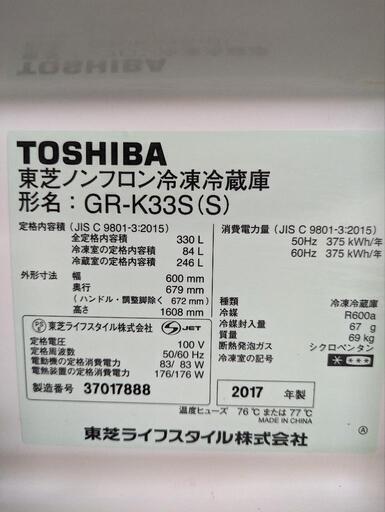 TOSHIBA
東芝ノンフロン冷凍冷蔵庫
形名：GR-K33S(S)
定格内容積（JIS C 9801-3:2015）
全定格内容積 330 L
冷凍室の定格内容積 84 L
冷蔵室の定格内容積 246 L
外形寸法 幅 600 mm
奥行 679 mm
（ハンドル・調整脚除く 672 mm）
高さ 1608 mm
PSE 東芝ライフスタイル株式会社 S JET
定格電圧 100 V
定格周波数 50/60 Hz
電動機の定格消費電力 83/ 83 W
電熱装置の定格消費電力 176/176 W
製造番号 37017888
消費電力量（JIS C 9801-3:2015）
50Hz 375 kWh/年
60Hz 375 kWh/年
種類 冷凍冷蔵庫
冷媒 R600a
冷媒封入量 67 g
質量 69 kg
断熱発泡ガス シクロペンタン
冷凍室の記号 ＊＊＊＊
2017 年製
温度ヒューズ 76℃ または 77℃
MADE IN CHINA
東芝ライフスタイル株式会社
Ⓐ